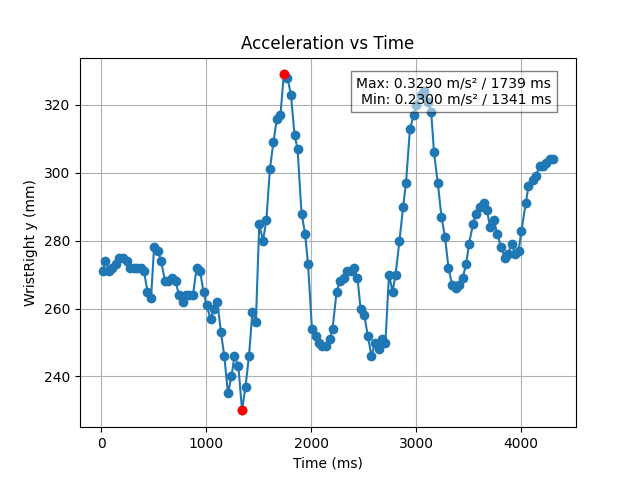 Acceleration vs Time
Max: 0.3290 m/s² / 1739 ms
Min: 0.2300 m/s² / 1341 ms
WristRight y (mm)
320
300
280
260
240
0 1000 2000 3000 4000
Time (ms)